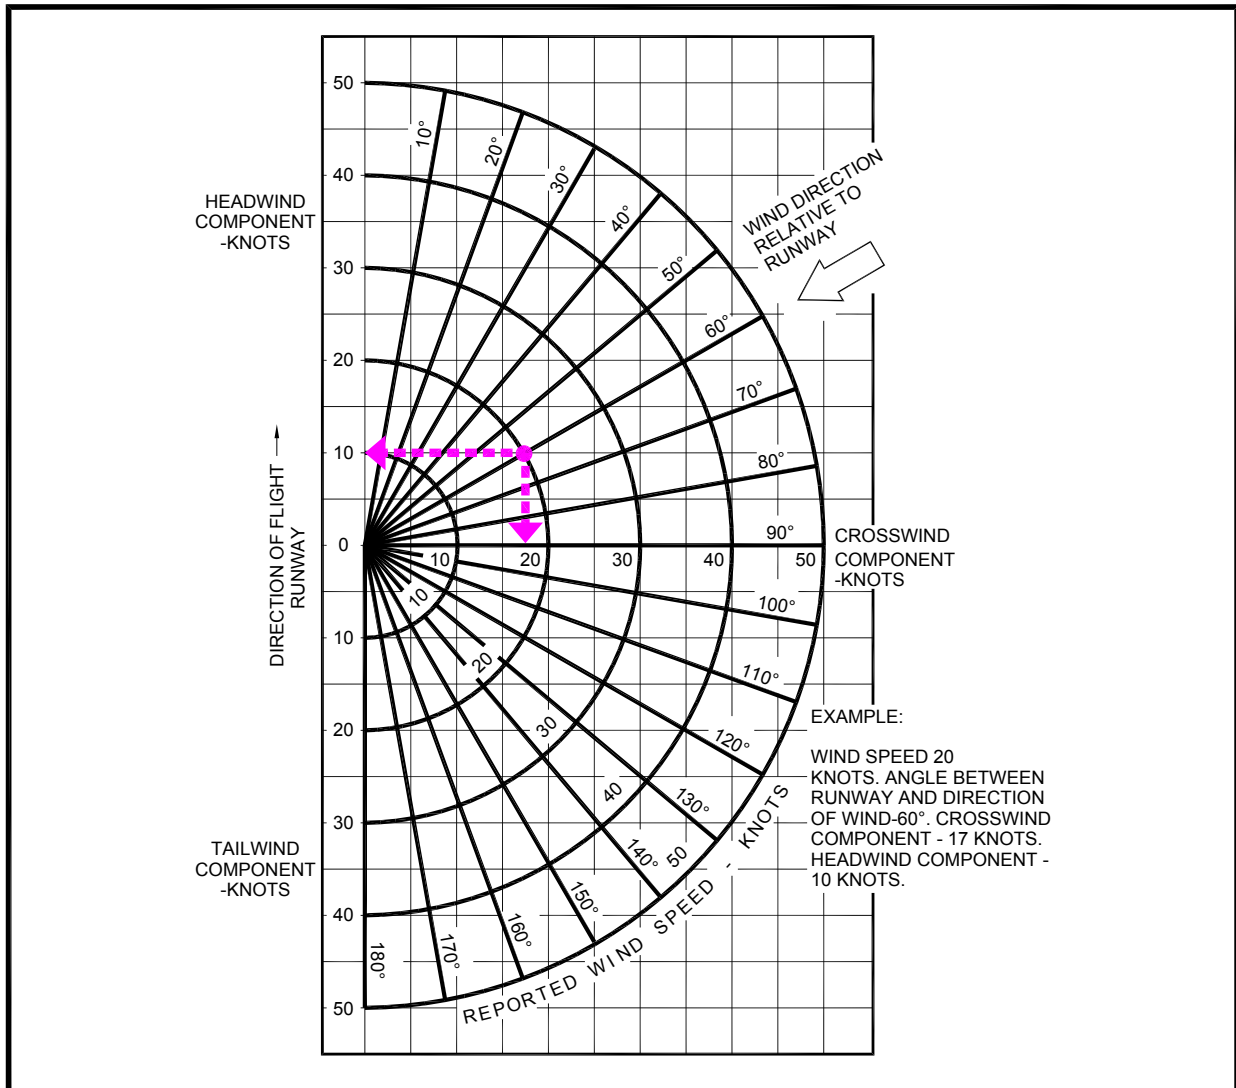 50
10°
20°
30°
40°
50°
60°
70°
80°
90°
40
30
20
10
0
HEADWIND
COMPONENT
-KNOTS
WIND DIRECTION
RELATIVE TO
RUNWAY
DIRECTION OF FLIGHT
RUNWAY
10
20
30
40
50
CROSSWIND
COMPONENT
-KNOTS
10
20
30
40
50
100°
110°
120°
130°
140°
150°
160°
170°
180°
10
20
30
40
50
TAILWIND
COMPONENT
-KNOTS
REPORTED WIND SPEED - KNOTS
EXAMPLE:
WIND SPEED 20
KNOTS. ANGLE BETWEEN
RUNWAY AND DIRECTION
OF WIND-60°. CROSSWIND
COMPONENT - 17 KNOTS.
HEADWIND COMPONENT -
10 KNOTS.